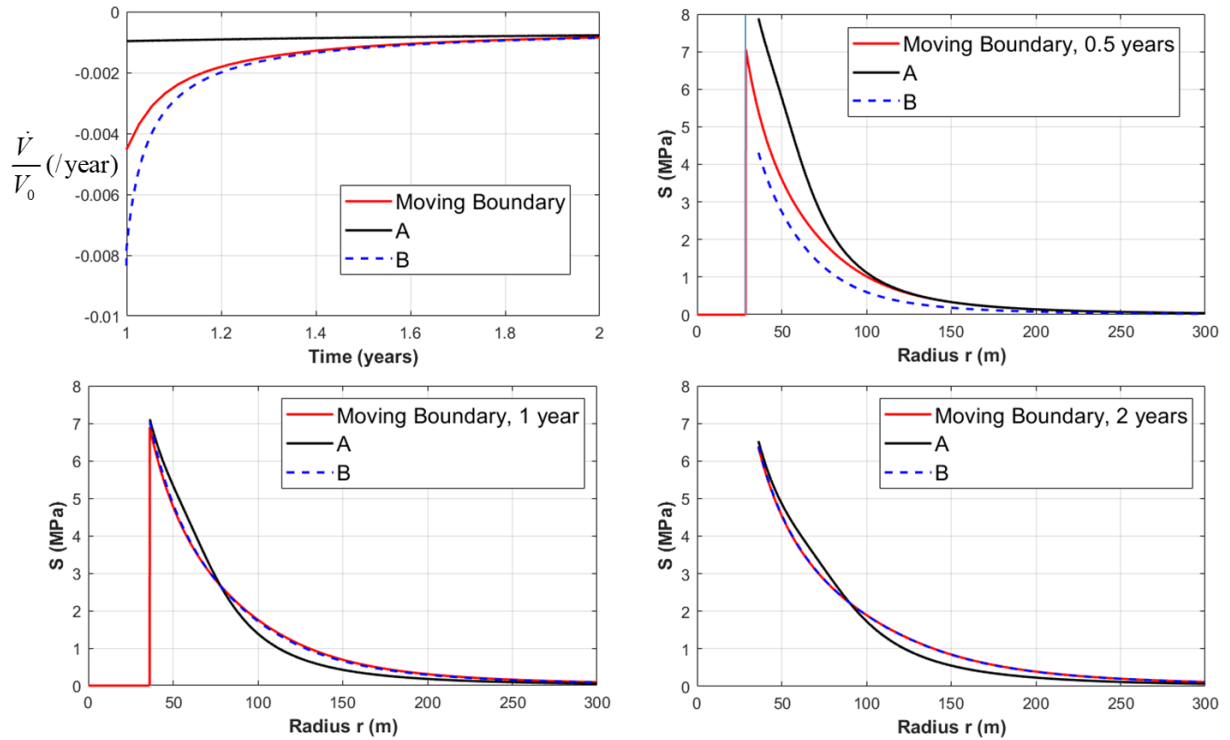 0
-0.002
-0.004
-0.006
-0.008
-0.01
V̇
V₀
(/year)
Moving Boundary
A
B
1 1.2 1.4 1.6 1.8 2
Time (years)
8
7
6
5
4
3
2
1
0
S (MPa)
Moving Boundary, 0.5 years
A
B
0 50 100 150 200 250 300
Radius r (m)
8
7
6
5
4
3
2
1
0
S (MPa)
Moving Boundary, 1 year
A
B
0 50 100 150 200 250 300
Radius r (m)
8
7
6
5
4
3
2
1
0
S (MPa)
Moving Boundary, 2 years
A
B
0 50 100 150 200 250 300
Radius r (m)